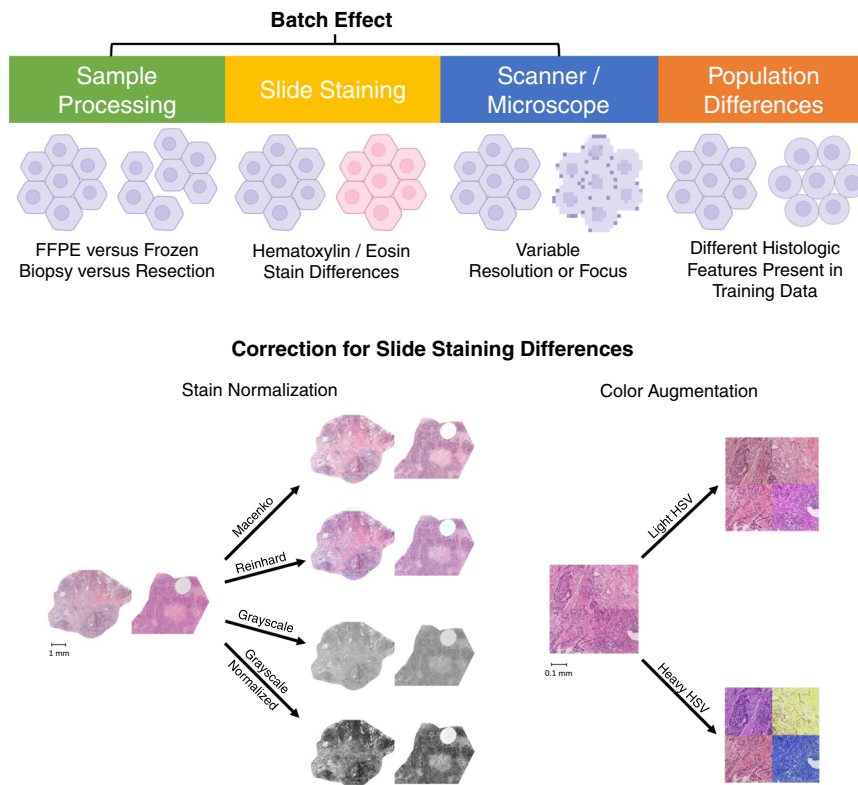 Batch Effect
Sample
Processing
Slide Staining
Scanner /
Microscope
Population
Differences
FFPE versus Frozen
Biopsy versus Resection
Hematoxylin / Eosin
Stain Differences
Variable
Resolution or Focus
Different Histologic
Features Present in
Training Data
Correction for Slide Staining Differences
Stain Normalization
Color Augmentation
Macenko
Reinhard
Grayscale
Grayscale
Normalized
1 mm
Light HSV
Heavy HSV
0.1 mm